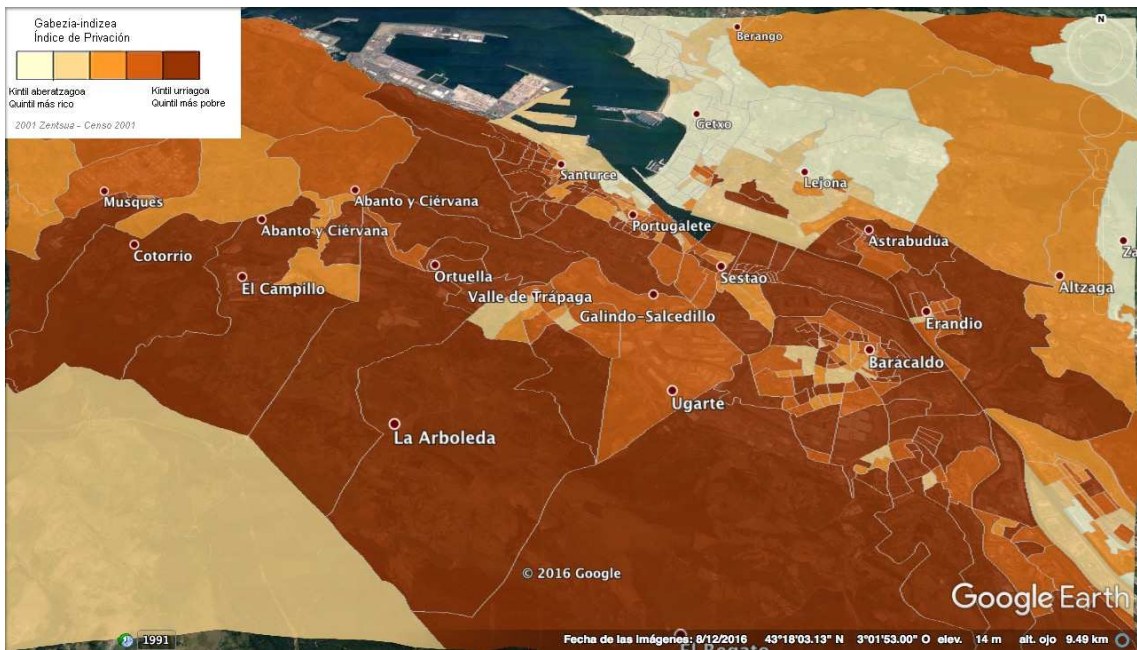 Gabezia-indizea
Índice de Privación
Kintil aberatzagoa
Quintil más rico
Kintil urriagoa
Quintil más pobre
2001 Zentsua - Censo 2001
N
Berango
Getxo
Santurce
Lejona
Musques
Abanto y Ciérvana
Abanto y Ciérvana
Portugalete
Astrabudúa
Cotorrio
Ortuella
Sestao
El Campillo
Valle de Trápaga
Galindo-Salcedillo
Altzaga
Erandio
Baracaldo
Ugarte
La Arboleda
© 2016 Google
Google Earth
1991
Fecha de las imágenes: 8/12/2016 43°18'03.13" N 3°01'53.00" O elev. 14 m alt. ojo 9.49 km